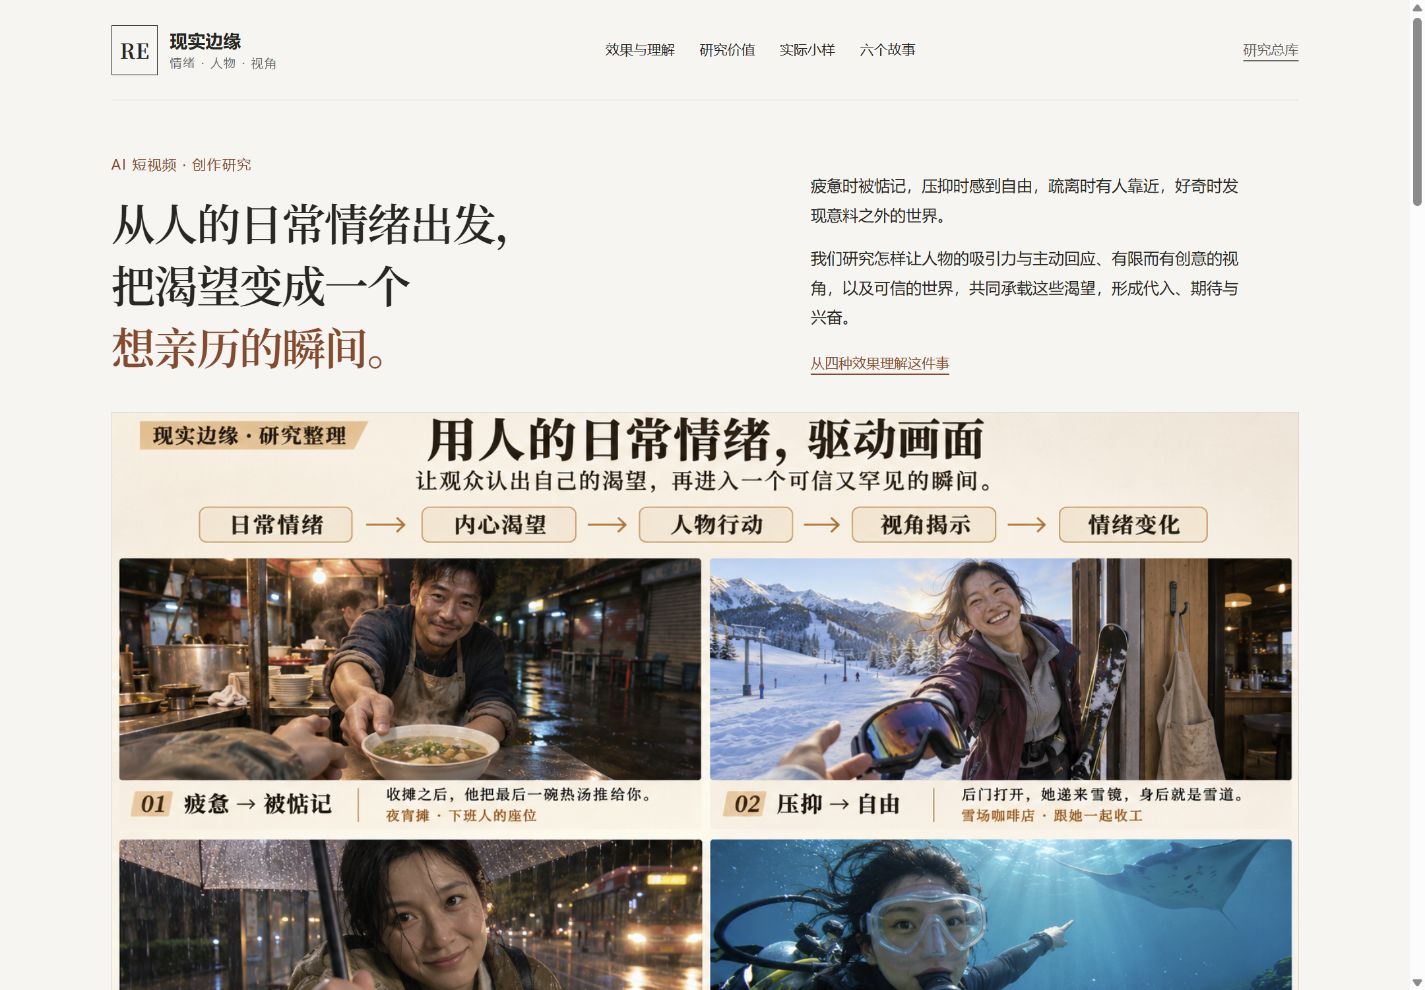 RE
现实边缘
情绪 · 人物 · 视角
效果与理解
研究价值
实际小样
六个故事
研究总库
AI 短视频 · 创作研究
从人的日常情绪出发，
把渴望变成一个
想亲历的瞬间。
疲惫时被惦记，压抑时感到自由，疏离时有人靠近，好奇时发
现意料之外的世界。
我们研究怎样让人物的吸引力与主动回应、有限而有创意的视
角，以及可信的世界，共同承载这些渴望，形成代入、期待与
兴奋。
从四种效果理解这件事
现实边缘 · 研究整理
用人的日常情绪，驱动画面
让观众认出自己的渴望，再进入一个可信又罕见的瞬间。
日常情绪 → 内心渴望 → 人物行动 → 视角揭示 → 情绪变化
01 疲惫 → 被惦记
收摊之后，他把最后一碗热汤推给你。
夜宵摊 · 下班人的座位
02 压抑 → 自由
后门打开，她递来雪镜，身后就是雪道。
雪场咖啡店 · 跟她一起收工